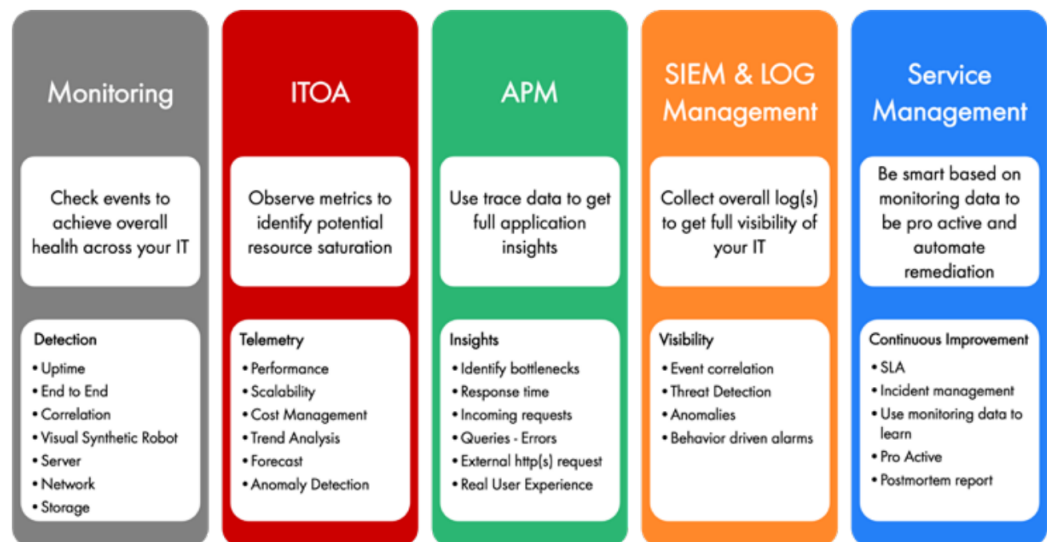 Monitoring
Check events to
achieve overall
health across your IT
Detection
• Uptime
• End to End
• Correlation
• Visual Synthetic Robot
• Server
• Network
• Storage
ITOA
Observe metrics to
identify potential
resource saturation
Telemetry
• Performance
• Scalability
• Cost Management
• Trend Analysis
• Forecast
• Anomaly Detection
APM
Use trace data to get
full application
insights
Insights
• Identify bottlenecks
• Response time
• Incoming requests
• Queries - Errors
• External http(s) request
• Real User Experience
SIEM & LOG
Management
Collect overall log(s)
to get full visibility of
your IT
Visibility
• Event correlation
• Threat Detection
• Anomalies
• Behavior driven alarms
Service
Management
Be smart based on
monitoring data to
be pro active and
automate
remediation
Continuous Improvement
• SLA
• Incident management
• Use monitoring data to
learn
• Pro Active
• Postmortem report